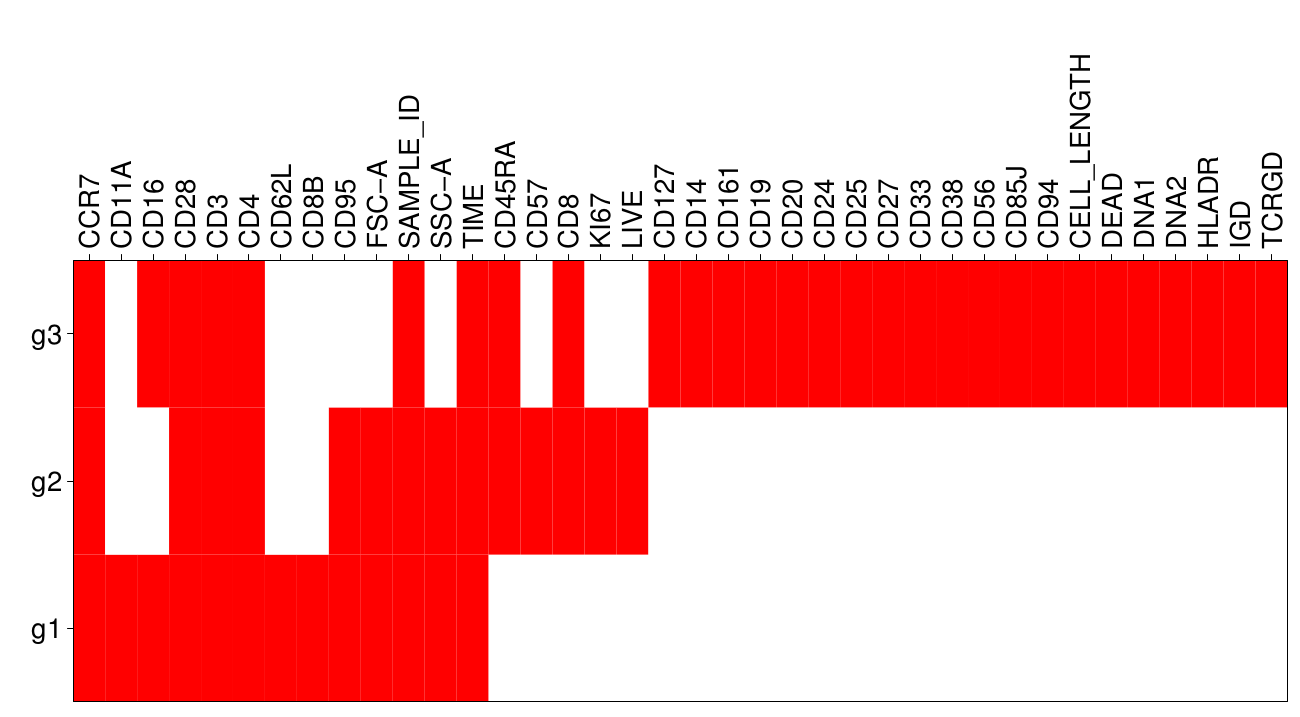 CCR7
CD11A
CD16
CD28
CD3
CD4
CD62L
CD8B
CD95
FSC−A
SAMPLE_ID
SSC−A
TIME
CD45RA
CD57
CD8
KI67
LIVE
CD127
CD14
CD161
CD19
CD20
CD24
CD25
CD27
CD33
CD38
CD56
CD85J
CD94
CELL_LENGTH
DEAD
DNA1
DNA2
HLADR
IGD
TCRGD
g3
g2
g1